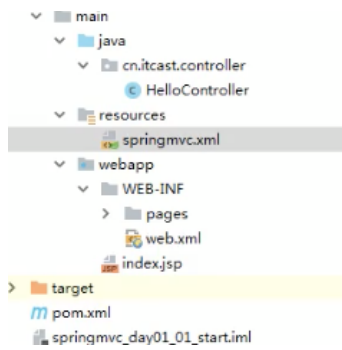 main
java
cn.itcast.controller
HelloController
resources
springmvc.xml
webapp
WEB-INF
pages
web.xml
index.jsp
target
pom.xml
springmvc_day01_01_start.iml